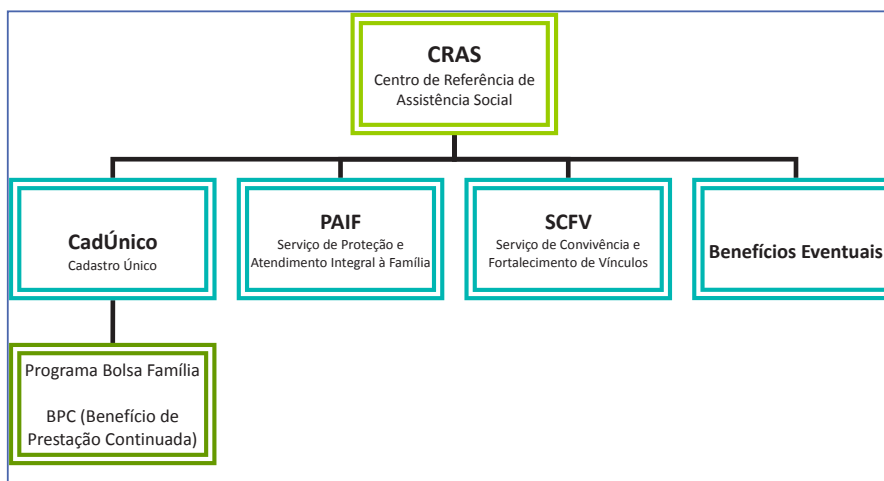 CRAS
Centro de Referência de
Assistência Social
CadÚnico
Cadastro Único
PAIF
Serviço de Proteção e
Atendimento Integral à Família
SCFV
Serviço de Convivência e
Fortalecimento de Vínculos
Benefícios Eventuais
Programa Bolsa Família
BPC (Benefício de
Prestação Continuada)